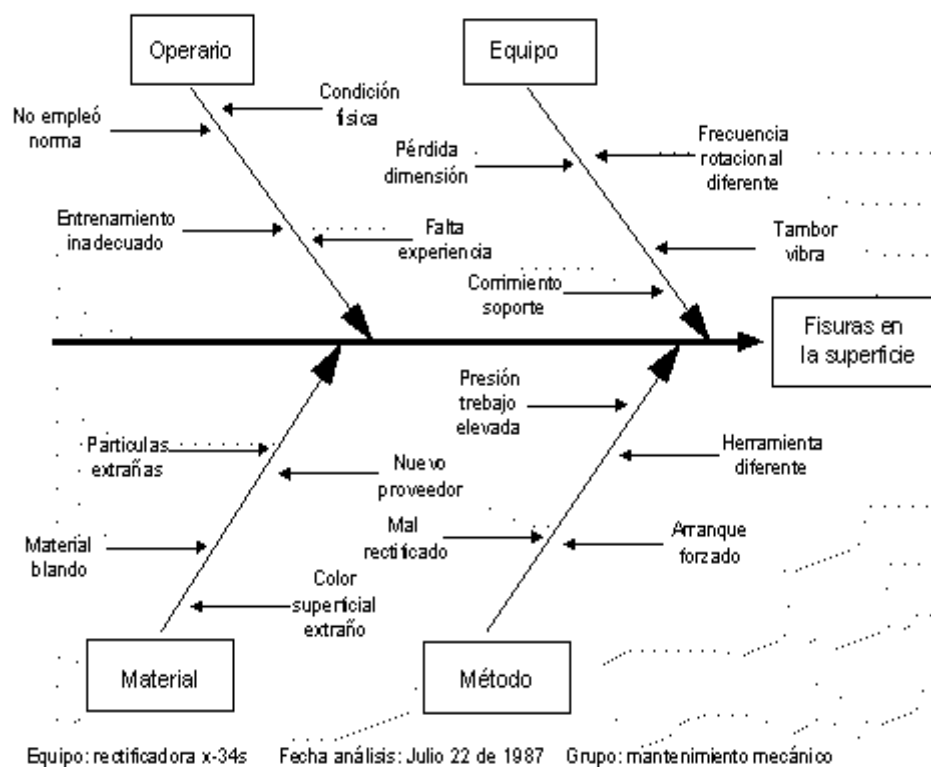 Operario
Equipo
Condición
física
No empleó
norma
Entrenamiento
inadecuado
Falta
experiencia
Pérdida
dimensión
Frecuencia
rotacional
diferente
Tambor
vibra
Corrimiento
soporte
Fisuras en
la superficie
Particulas
extrañas
Nuevo
proveedor
Material
blando
Color
superficial
extraño
Presión
trabajo
elevada
Herramienta
diferente
Mal
rectificado
Arranque
forzado
Material
Método
Equipo: rectificadora x-34s Fecha análisis: Julio 22 de 1987 Grupo: mantenimiento mecánico